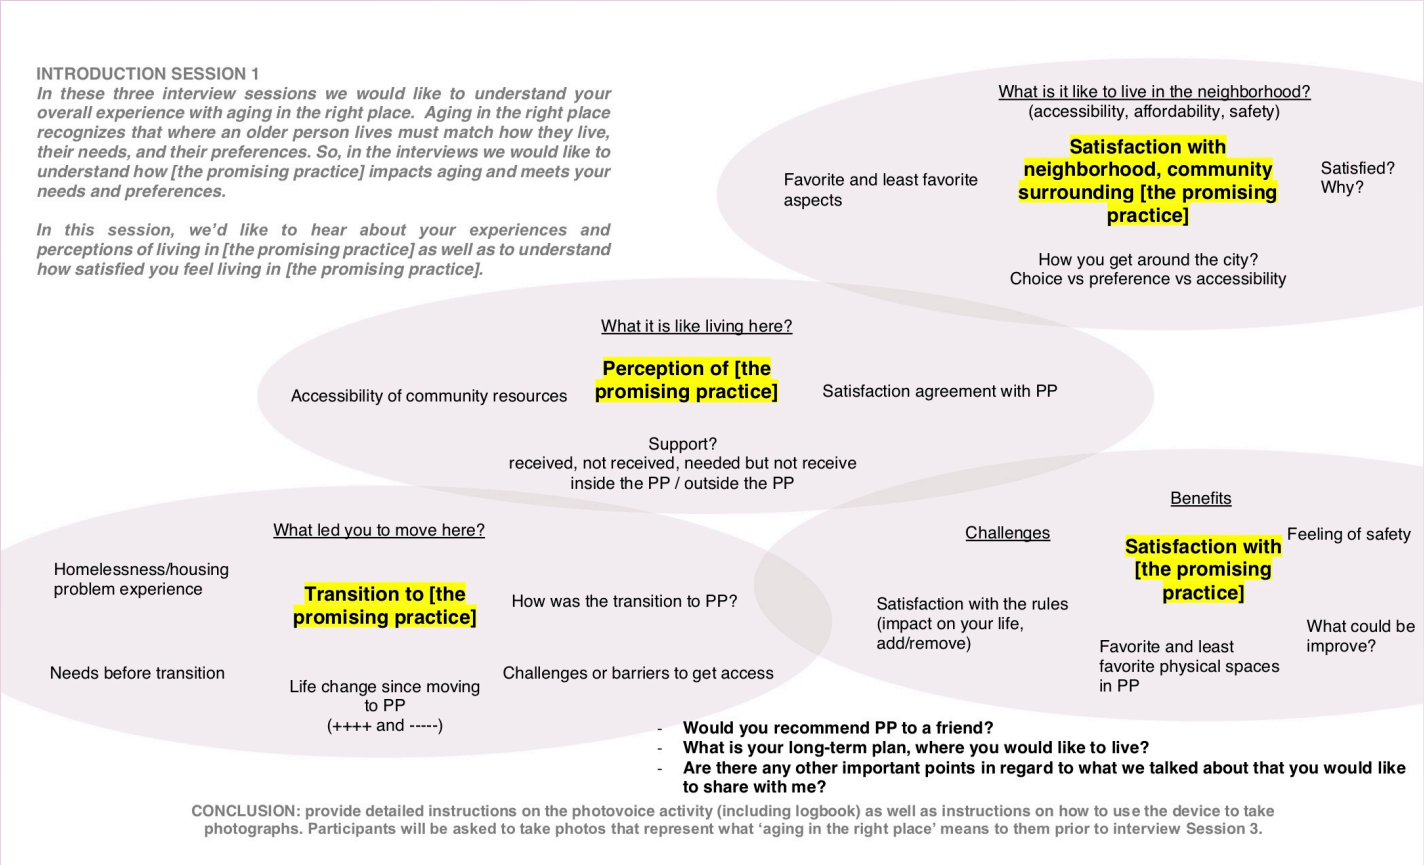 INTRODUCTION SESSION 1
In these three interview sessions we would like to understand your
overall experience with aging in the right place. Aging in the right place
recognizes that where an older person lives must match how they live,
their needs, and their preferences. So, in the interviews we would like to
understand how [the promising practice] impacts aging and meets your
needs and preferences.
In this session, we'd like to hear about your experiences and
perceptions of living in [the promising practice] as well as to understand
how satisfied you feel living in [the promising practice].
What is it like to live in the neighborhood?
(accessibility, affordability, safety)
Satisfaction with
neighborhood, community
surrounding [the promising
practice]
Favorite and least favorite
aspects
Satisfied?
Why?
How you get around the city?
Choice vs preference vs accessibility
What it is like living here?
Perception of [the
promising practice]
Accessibility of community resources
Satisfaction agreement with PP
Support?
received, not received, needed but not receive
inside the PP / outside the PP
What led you to move here?
Homelessness/housing
problem experience
Transition to [the
promising practice]
How was the transition to PP?
Needs before transition
Life change since moving
to PP
(++++ and -----)
Challenges or barriers to get access
Benefits
Challenges
Satisfaction with
[the promising
practice]
Feeling of safety
Satisfaction with the rules
(impact on your life,
add/remove)
Favorite and least
favorite physical spaces
in PP
What could be
improve?
- Would you recommend PP to a friend?
- What is your long-term plan, where you would like to live?
- Are there any other important points in regard to what we talked about that you would like
to share with me?
CONCLUSION: provide detailed instructions on the photovoice activity (including logbook) as well as instructions on how to use the device to take
photographs. Participants will be asked to take photos that represent what 'aging in the right place' means to them prior to interview Session 3.